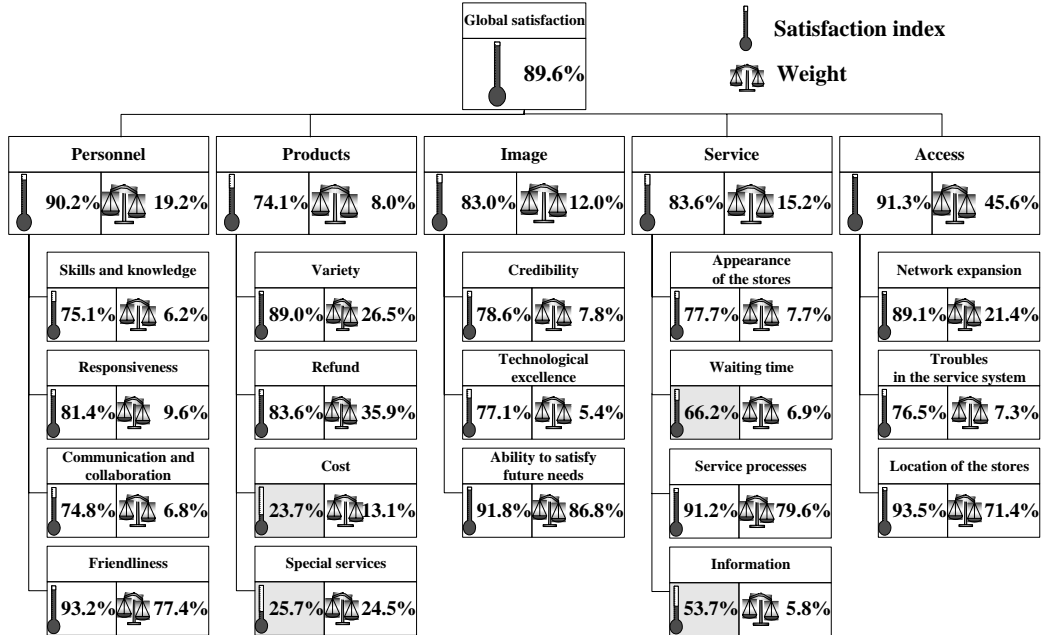 Global satisfaction
89.6%
Satisfaction index
Weight
Personnel
90.2% 19.2%
Products
74.1% 8.0%
Image
83.0% 12.0%
Service
83.6% 15.2%
Access
91.3% 45.6%
Skills and knowledge
75.1% 6.2%
Responsiveness
81.4% 9.6%
Communication and
collaboration
74.8% 6.8%
Friendliness
93.2% 77.4%
Variety
89.0% 26.5%
Refund
83.6% 35.9%
Cost
23.7% 13.1%
Special services
25.7% 24.5%
Credibility
78.6% 7.8%
Technological
excellence
77.1% 5.4%
Ability to satisfy
future needs
91.8% 86.8%
Appearance
of the stores
77.7% 7.7%
Waiting time
66.2% 6.9%
Service processes
91.2% 79.6%
Information
53.7% 5.8%
Network expansion
89.1% 21.4%
Troubles
in the service system
76.5% 7.3%
Location of the stores
93.5% 71.4%